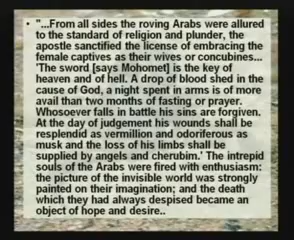 • "...From all sides the roving Arabs were allured
to the standard of religion and plunder, the
apostle sanctified the license of embracing the
female captives as their wives or concubines...
'The sword [says Mohomet] is the key of
heaven and of hell. A drop of blood shed in the
cause of God, a night spent in arms is of more
avail than two months of fasting or prayer.
Whosoever falls in battle his sins are forgiven.
At the day of judgement his wounds shall be
resplendid as vermillion and odoriferous as
musk and the loss of his limbs shall be
supplied by angels and cherubim.' The intrepid
souls of the Arabs were fired with enthusiasm:
the picture of the invisible world was strongly
painted on their imagination; and the death
which they had always despised became an
object of hope and desire..